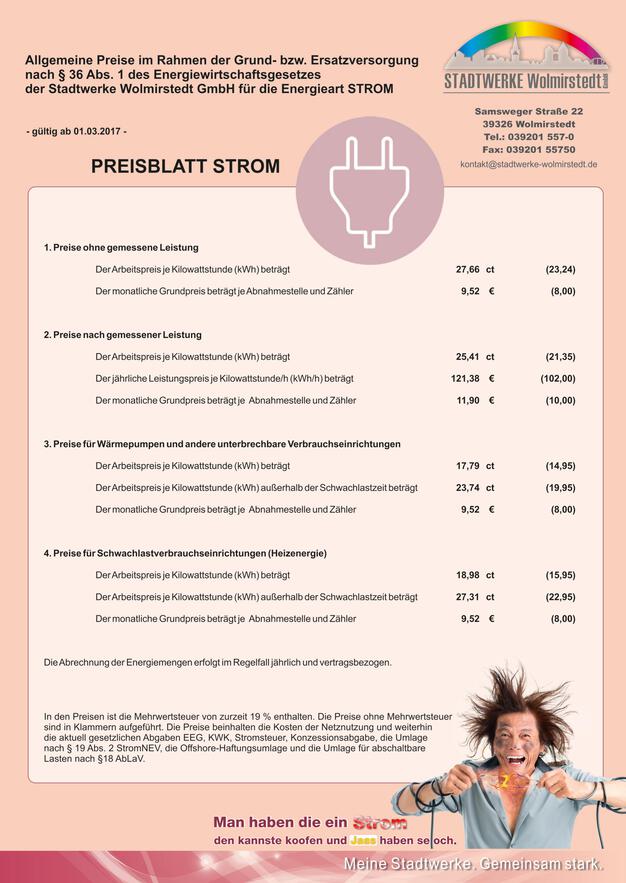 Allgemeine Preise im Rahmen der Grund- bzw. Ersatzversorgung
nach § 36 Abs. 1 des Energiewirtschaftsgesetzes
der Stadtwerke Wolmirstedt GmbH für die Energieart STROM
STADTWERKE Wolmirstedt
Samsweger Straße 22
39326 Wolmirstedt
Tel.: 039201 557-0
Fax: 039201 55750
kontakt@stadtwerke-wolmirstedt.de
- gültig ab 01.03.2017 -
PREISBLATT STROM
1. Preise ohne gemessene Leistung
Der Arbeitspreis je Kilowattstunde (kWh) beträgt 27,66 ct (23,24)
Der monatliche Grundpreis beträgt je Abnahmestelle und Zähler 9,52 € (8,00)
2. Preise nach gemessener Leistung
Der Arbeitspreis je Kilowattstunde (kWh) beträgt 25,41 ct (21,35)
Der jährliche Leistungspreis je Kilowattstunde/h (kWh/h) beträgt 121,38 € (102,00)
Der monatliche Grundpreis beträgt je Abnahmestelle und Zähler 11,90 € (10,00)
3. Preise für Wärmepumpen und andere unterbrechbare Verbrauchseinrichtungen
Der Arbeitspreis je Kilowattstunde (kWh) beträgt 17,79 ct (14,95)
Der Arbeitspreis je Kilowattstunde (kWh) außerhalb der Schwachlastzeit beträgt 23,74 ct (19,95)
Der monatliche Grundpreis beträgt je Abnahmestelle und Zähler 9,52 € (8,00)
4. Preise für Schwachlastverbrauchseinrichtungen (Heizenergie)
Der Arbeitspreis je Kilowattstunde (kWh) beträgt 18,98 ct (15,95)
Der Arbeitspreis je Kilowattstunde (kWh) außerhalb der Schwachlastzeit beträgt 27,31 ct (22,95)
Der monatliche Grundpreis beträgt je Abnahmestelle und Zähler 9,52 € (8,00)
Die Abrechnung der Energiemengen erfolgt im Regelfall jährlich und vertragsbezogen.
In den Preisen ist die Mehrwertsteuer von zurzeit 19 % enthalten. Die Preise ohne Mehrwertsteuer
sind in Klammern aufgeführt. Die Preise beinhalten die Kosten der Netznutzung und weiterhin
die aktuell gesetzlichen Abgaben EEG, KWK, Stromsteuer, Konzessionsabgabe, die Umlage
nach § 19 Abs. 2 StromNEV, die Offshore-Haftungsumlage und die Umlage für abschaltbare
Lasten nach §18 AbLaV.
Man haben die ein Strom
den kannste koofen und Jaas haben se och.
Meine Stadtwerke. Gemeinsam stark.